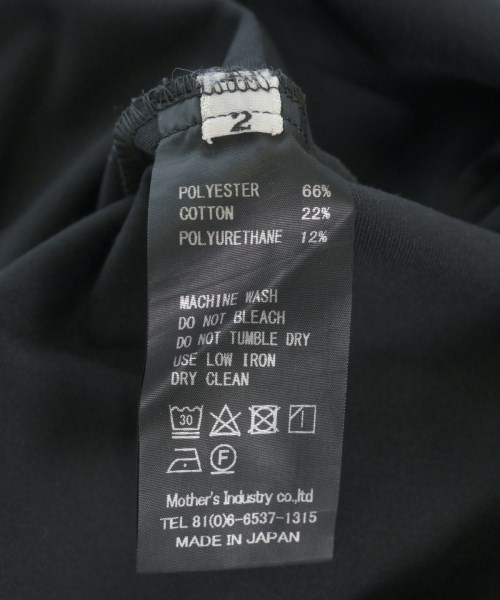 2
POLYESTER 66%
COTTON 22%
POLYURETHANE 12%
MACHINE WASH
DO NOT BLEACH
DO NOT TUMBLE DRY
USE LOW IRON
DRY CLEAN
30
F
Mother's Industry co.,ltd
TEL 81(0)6-6537-1315
MADE IN JAPAN